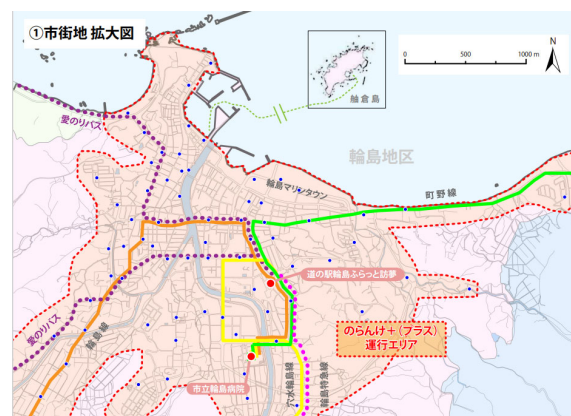 ①市街地 拡大図
N
0 500 1000 m
舳倉島
愛のりバス
輪島地区
輪島マリンタウン
町野線
道の駅輪島ふらっと訪夢
愛のりバス
輪島線
のらんけ+(プラス)
運行エリア
市立輪島病院
穴水輪島線
輪島特急線